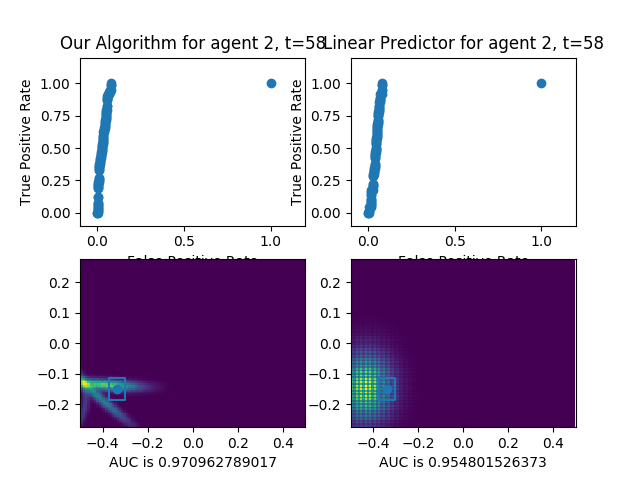 Our Algorithm for agent 2, t=58
Linear Predictor for agent 2, t=58
True Positive Rate
1.00
0.75
0.50
0.25
0.00
0.0 0.5 1.0
False Positive Rate
True Positive Rate
1.00
0.75
0.50
0.25
0.00
0.0 0.5 1.0
False Positive Rate
0.2
0.1
0.0
−0.1
−0.2
−0.4 −0.2 0.0 0.2 0.4
AUC is 0.970962789017
0.2
0.1
0.0
−0.1
−0.2
−0.4 −0.2 0.0 0.2 0.4
AUC is 0.954801526373